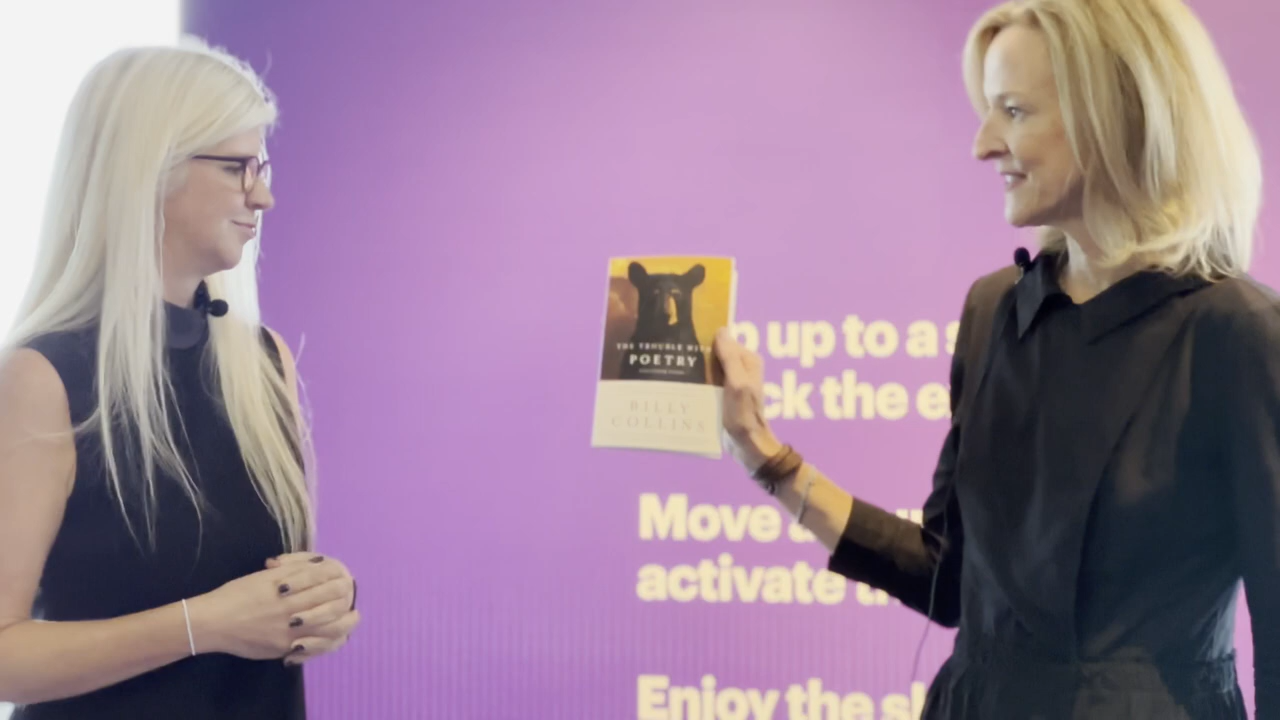 THE TROUBLE WITH
POETRY
BILLY
COLLINS
up to a
ck the e
Move
activate
Enjoy the